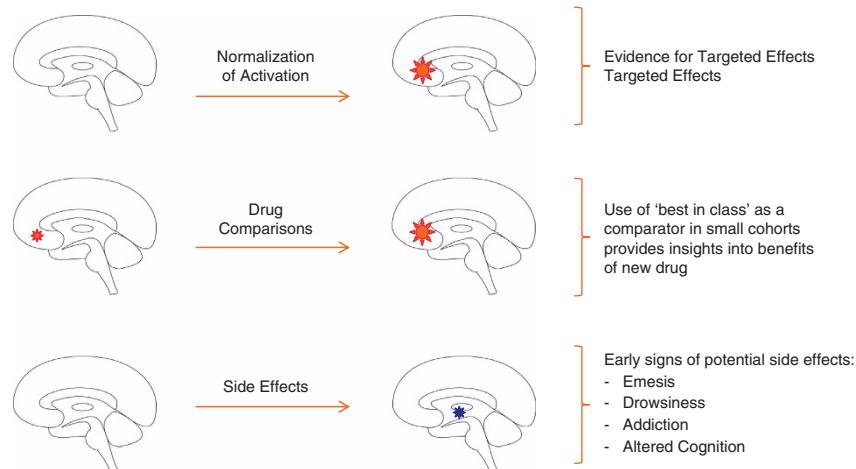 Normalization
of Activation
Evidence for Targeted Effects
Targeted Effects
Drug
Comparisons
Use of ‘best in class’ as a
comparator in small cohorts
provides insights into benefits
of new drug
Side Effects
Early signs of potential side effects:
- Emesis
- Drowsiness
- Addiction
- Altered Cognition